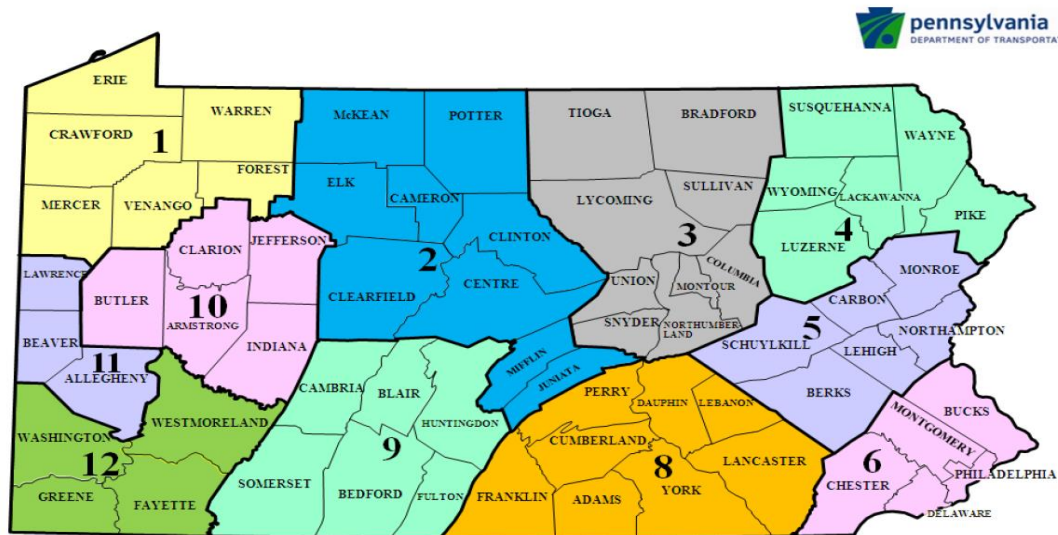 pennsylvania
DEPARTMENT OF TRANSPORTA
ERIE
WARREN
McKEAN
POTTER
TIOGA
BRADFORD
SUSQUEHANNA
WAYNE
CRAWFORD
1
FOREST
ELK
CAMERON
SULLIVAN
WYOMING
LACKAWANNA
MERCER
VENANGO
LYCOMING
PIKE
CLARION
JEFFERSON
CLINTON
3
4
LUZERNE
2
COLUMBIA
LAWRENCE
MONROE
BUTLER
10
CLEARFIELD
CENTRE
UNION
MONTOUR
CARBON
ARMSTRONG
SNYDER
NORTHUMBER-
LAND
5
NORTHAMPTON
BEAVER
INDIANA
SCHUYLKILL
LEHIGH
11
MIFFLIN
ALLEGHENY
JUNIATA
CAMBRIA
BLAIR
PERRY
DAUPHIN
LEBANON
BERKS
BUCKS
WESTMORELAND
HUNTINGDON
MONTGOMERY
WASHINGTON
CUMBERLAND
9
LANCASTER
12
8
6
PHILADELPHIA
SOMERSET
BEDFORD
FULTON
FRANKLIN
ADAMS
YORK
CHESTER
GREENE
FAYETTE
DELAWARE